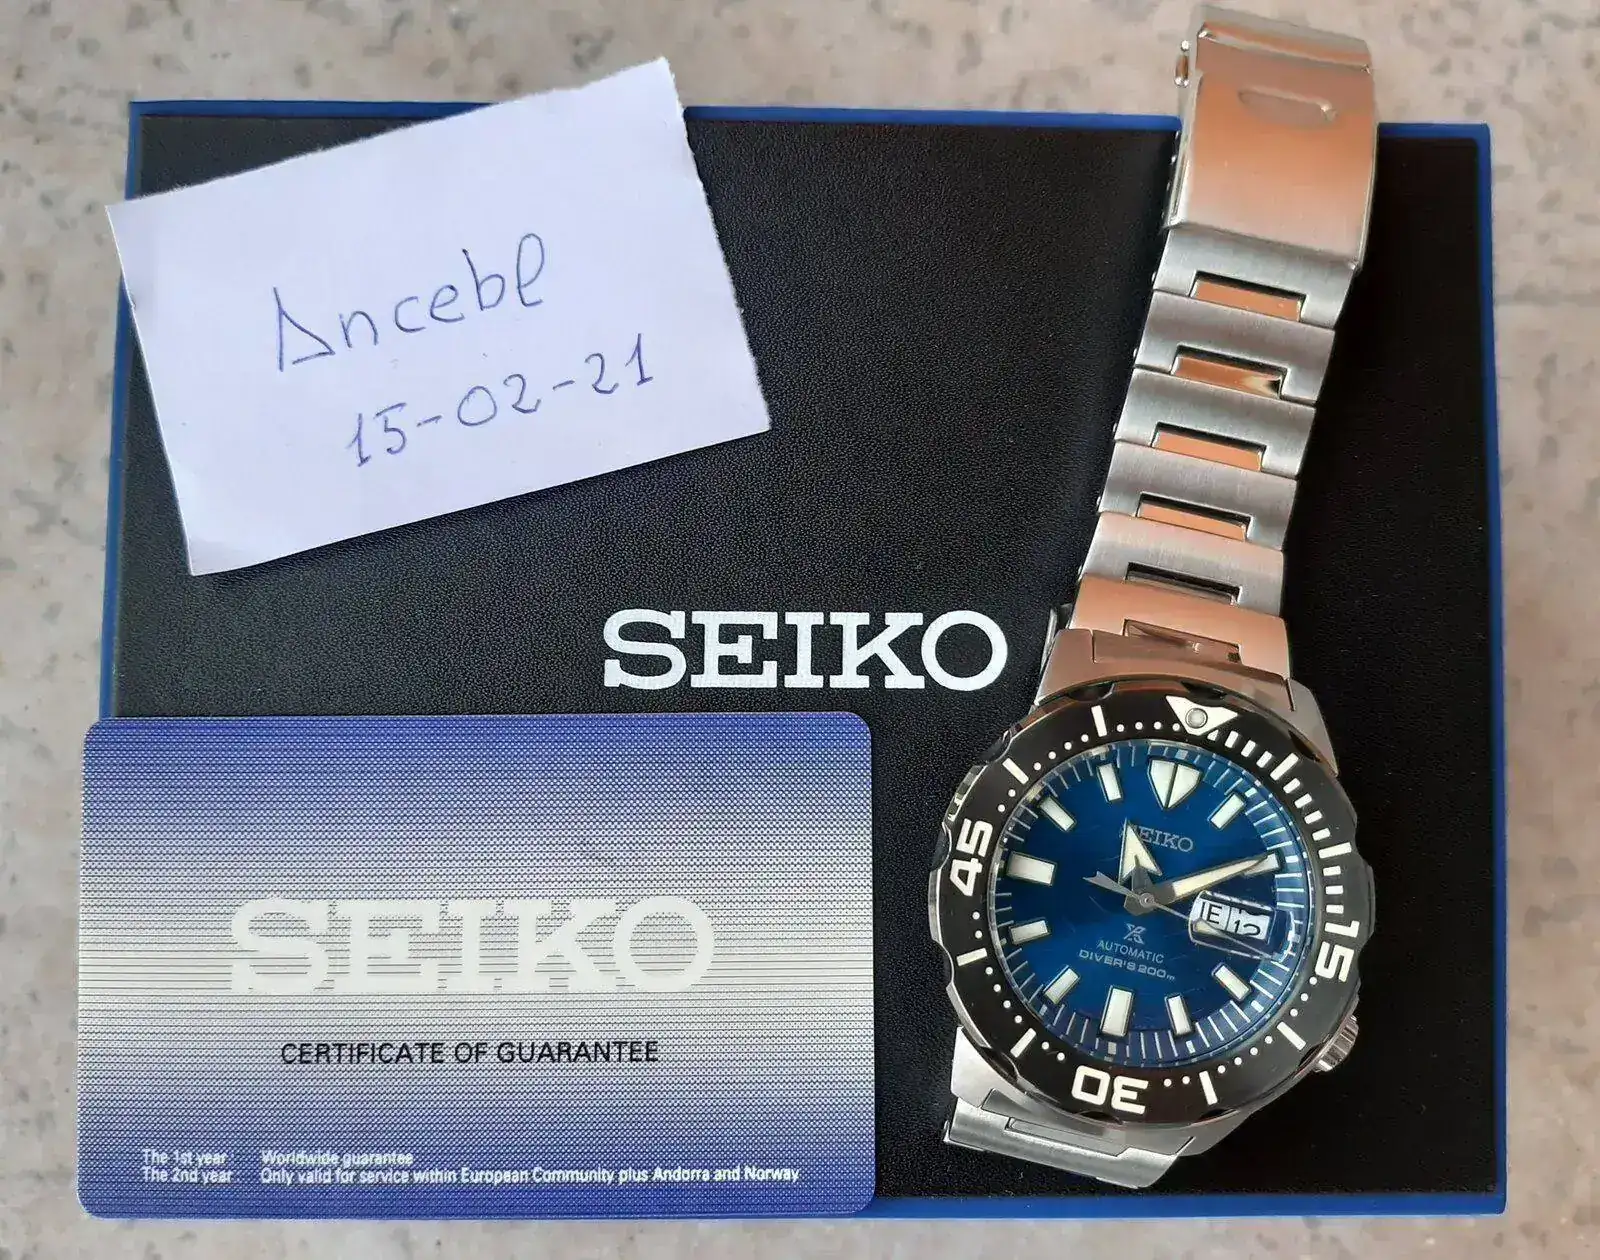 Ancebl
15-02-21
SEIKO
SEIKO
CERTIFICATE OF GUARANTEE
The 1st year : Worldwide guarantee
The 2nd year : Only valid for service within European Community plus Andorra and Norway
45
15
30
SEIKO
AUTOMATIC
DIVER'S 200m